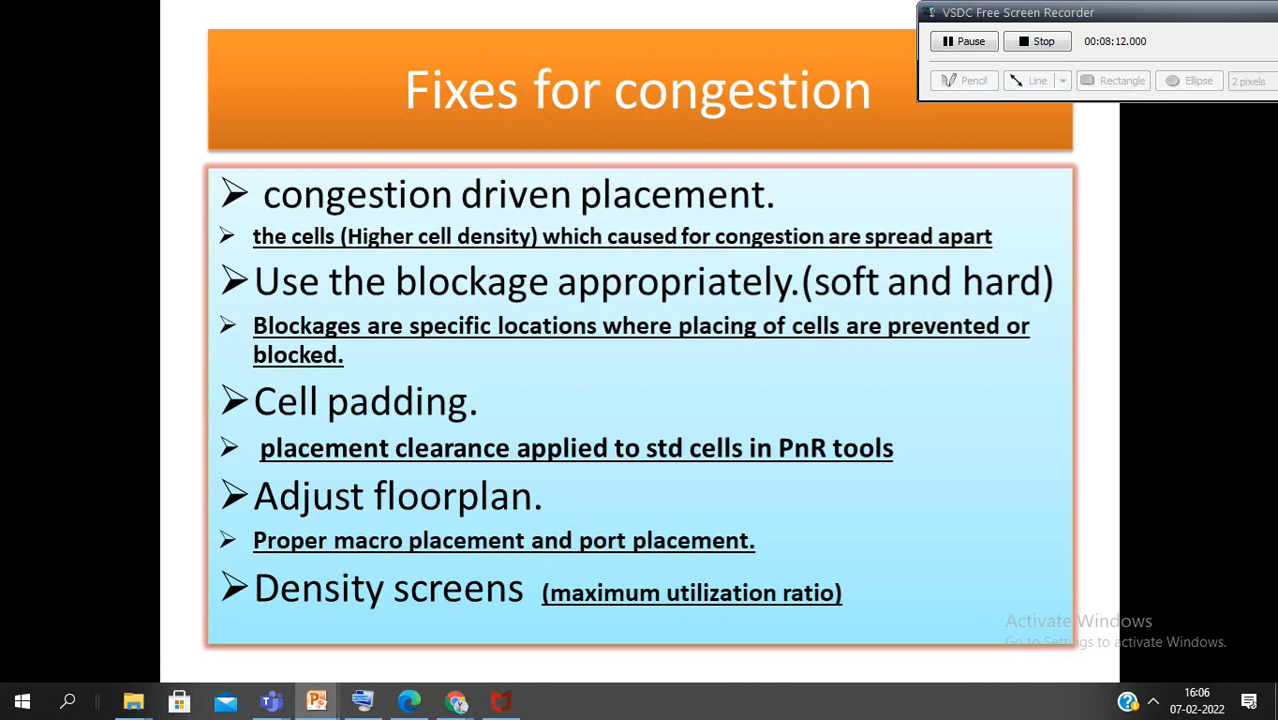 VSDC Free Screen Recorder
Pause
Stop
00:08:12.000
Pencil
Line
Rectangle
Ellipse
2 pixels
Fixes for congestion
congestion driven placement.
the cells (Higher cell density) which caused for congestion are spread apart
Use the blockage appropriately.(soft and hard)
Blockages are specific locations where placing of cells are prevented or
blocked.
Cell padding.
placement clearance applied to std cells in PnR tools
Adjust floorplan.
Proper macro placement and port placement.
Density screens (maximum utilization ratio)
Activate Windows
Go to Settings to activate Windows.
16:06
07-02-2022